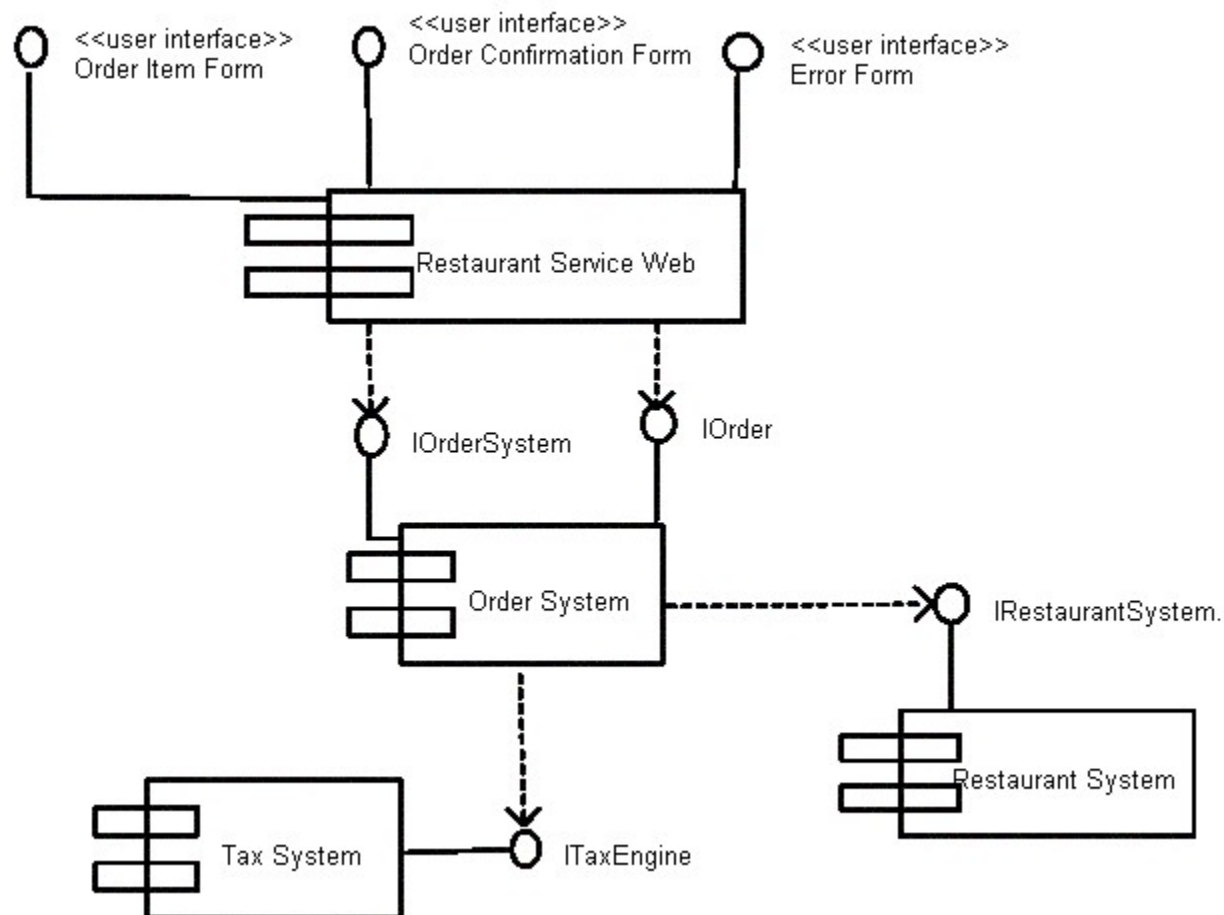 <<user interface>>
Order Item Form
<<user interface>>
Order Confirmation Form
<<user interface>>
Error Form
Restaurant Service Web
IOrderSystem
IOrder
Order System
IRestaurantSystem.
Restaurant System
Tax System
ITaxEngine